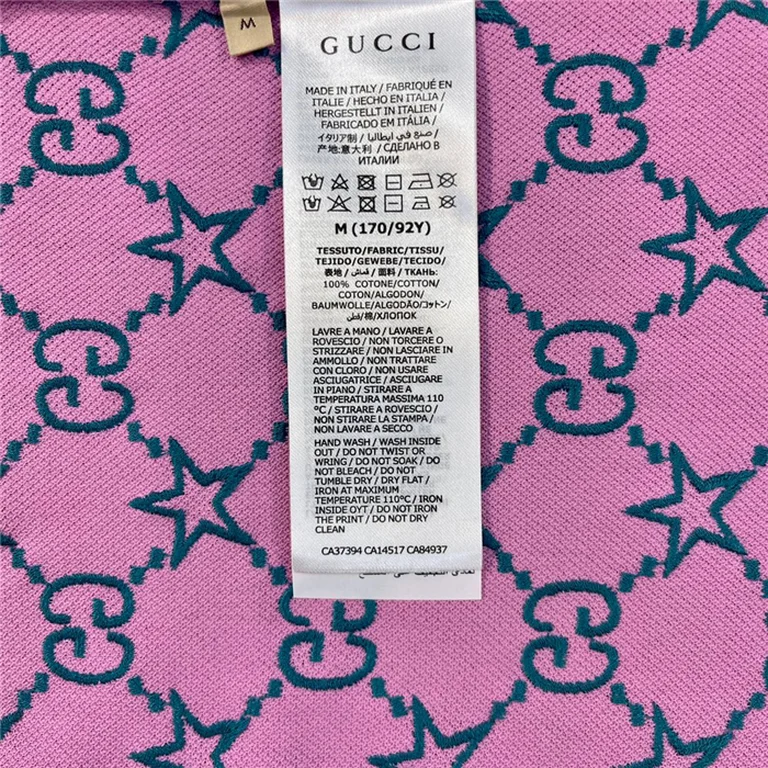 M
GUCCI
MADE IN ITALY / FABRIQUÉ EN
ITALIE / HECHO EN ITALIA /
HERGESTELLT IN ITALIEN /
FABRICADO EM ITÁLIA /
イタリア制 / صنع في ايطاليا /
产地:意大利 / СДЕЛАНО В
ИТАЛИИ
M (170/92Y)
TESSUTO/FABRIC/TISSU/
TEJIDO/GEWEBE/TECIDO/
表地 / قماش / 面料 / ТКАНЬ:
100% COTONE/COTTON/
COTON/ALGODON/
BAUMWOLLE/ALGODÃO/コットン/
قطن/棉/ХЛОПОК
LAVRE A MANO / LAVARE A
ROVESCIO / NON TORCERE O
STRIZZARE / NON LASCIARE IN
AMMOLLO / NON TRATTARE
CON CLORO / NON USARE
ASCIUGATRICE / ASCIUGARE
IN PIANO / STIRARE A
TEMPERATURA MASSIMA 110
°C / STIRARE A ROVESCIO /
NON STIRARE LA STAMPA /
NON LAVARE A SECCO
HAND WASH / WASH INSIDE
OUT / DO NOT TWIST OR
WRING / DO NOT SOAK / DO
NOT BLEACH / DO NOT
TUMBLE DRY / DRY FLAT /
IRON AT MAXIMUM
TEMPERATURE 110°C / IRON
INSIDE OYT / DO NOT IRON
THE PRINT / DO NOT DRY
CLEAN
CA37394 CA14517 CA84937